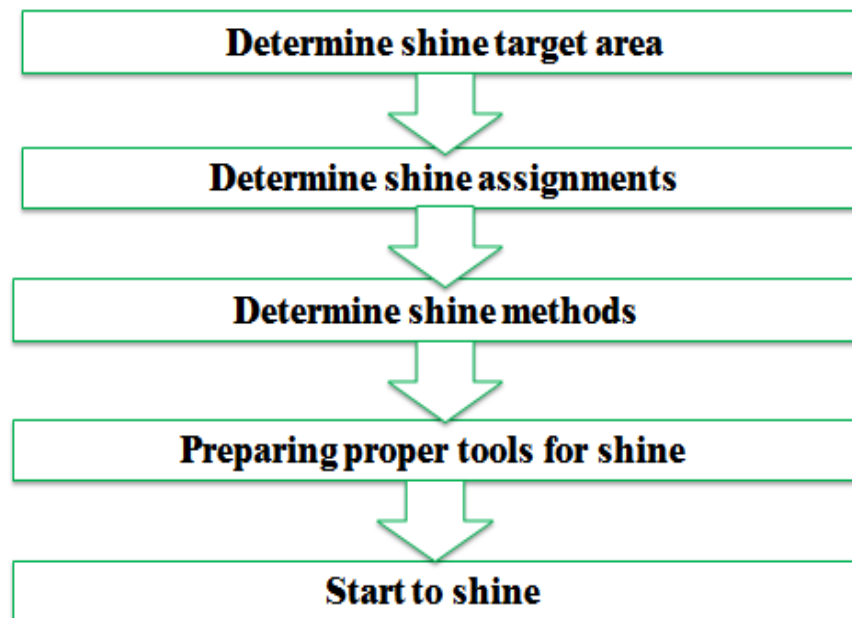 Determine shine target area
Determine shine assignments
Determine shine methods
Preparing proper tools for shine
Start to shine